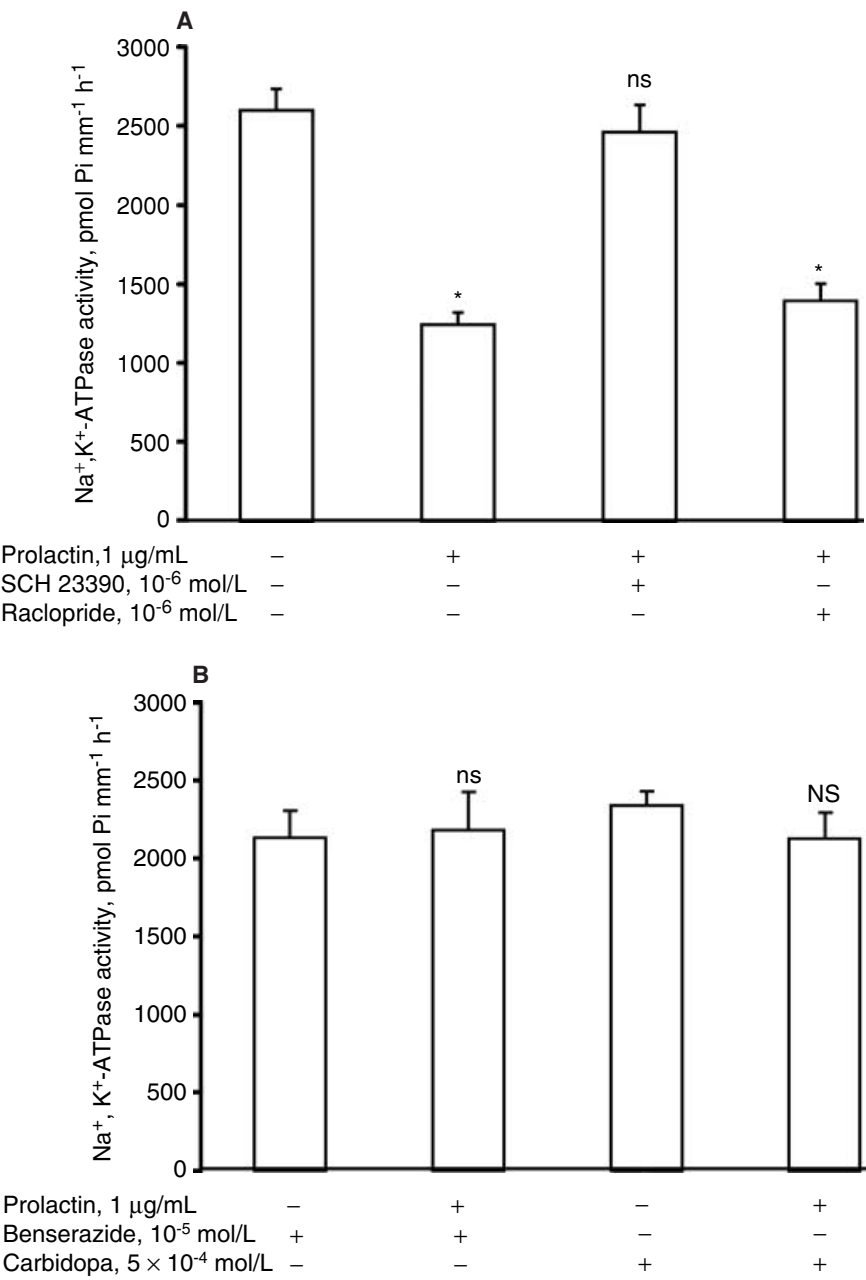 A
Na⁺,K⁺-ATPase activity, pmol Pi mm⁻¹ h⁻¹
3000
2500
2000
1500
1000
500
0
ns
*
*
Prolactin,1 μg/mL − + + +
SCH 23390, 10⁻⁶ mol/L − − + −
Raclopride, 10⁻⁶ mol/L − − − +
B
Na⁺, K⁺-ATPase activity, pmol Pi mm⁻¹ h⁻¹
3000
2500
2000
1500
1000
500
0
ns
NS
Prolactin, 1 μg/mL − + − +
Benserazide, 10⁻⁵ mol/L + + − −
Carbidopa, 5 × 10⁻⁴ mol/L − − + +